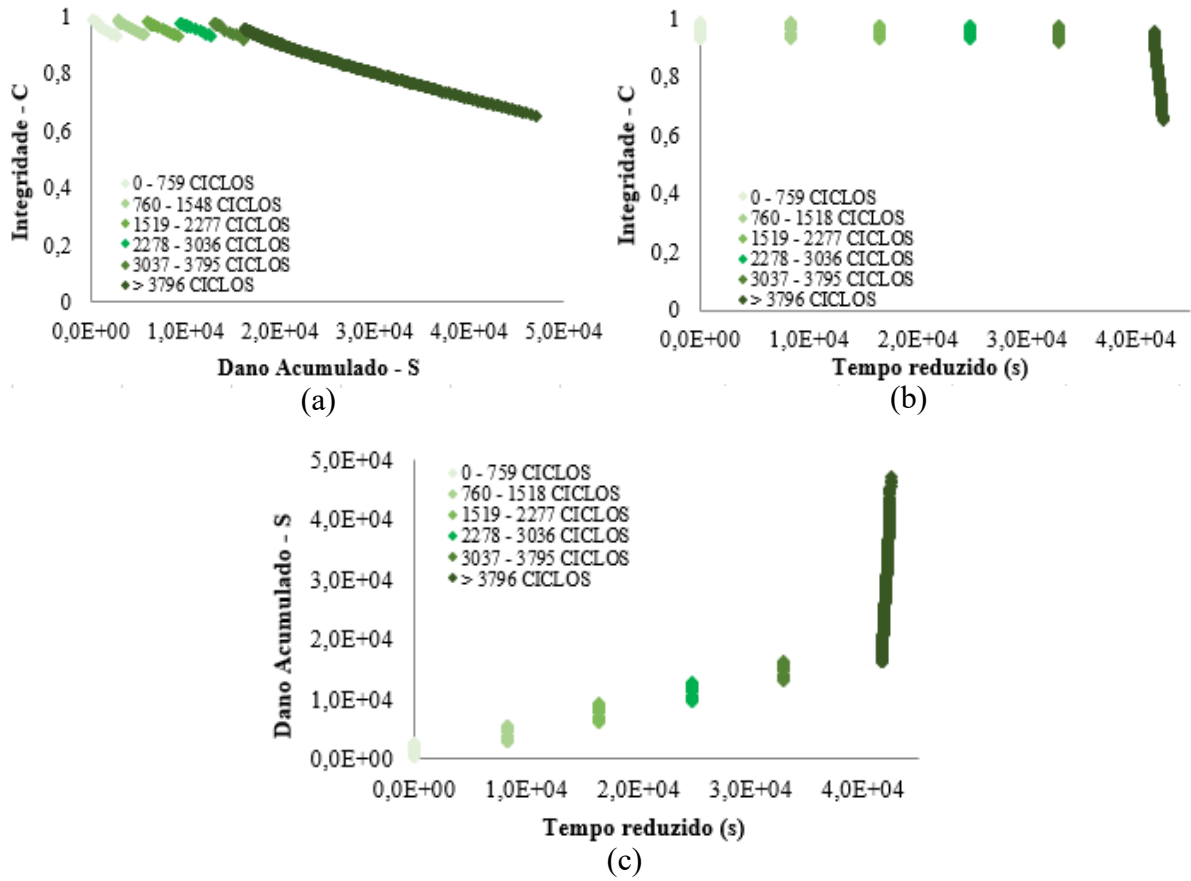 1
0,8
0,6
0,4
0,2
0
Integridade - C
0 - 759 CICLOS
760 - 1548 CICLOS
1519 - 2277 CICLOS
2278 - 3036 CICLOS
3037 - 3795 CICLOS
> 3796 CICLOS
0,0E+00 1,0E+04 2,0E+04 3,0E+04 4,0E+04 5,0E+04
Dano Acumulado - S
(a)
1
0,8
0,6
0,4
0,2
0
Integridade - C
0 - 759 CICLOS
760 - 1518 CICLOS
1519 - 2277 CICLOS
2278 - 3036 CICLOS
3037 - 3795 CICLOS
> 3796 CICLOS
0,0E+00 1,0E+04 2,0E+04 3,0E+04 4,0E+04
Tempo reduzido (s)
(b)
5,0E+04
4,0E+04
3,0E+04
2,0E+04
1,0E+04
0,0E+00
Dano Acumulado - S
0 - 759 CICLOS
760 - 1518 CICLOS
1519 - 2277 CICLOS
2278 - 3036 CICLOS
3037 - 3795 CICLOS
> 3796 CICLOS
0,0E+00 1,0E+04 2,0E+04 3,0E+04 4,0E+04
Tempo reduzido (s)
(c)